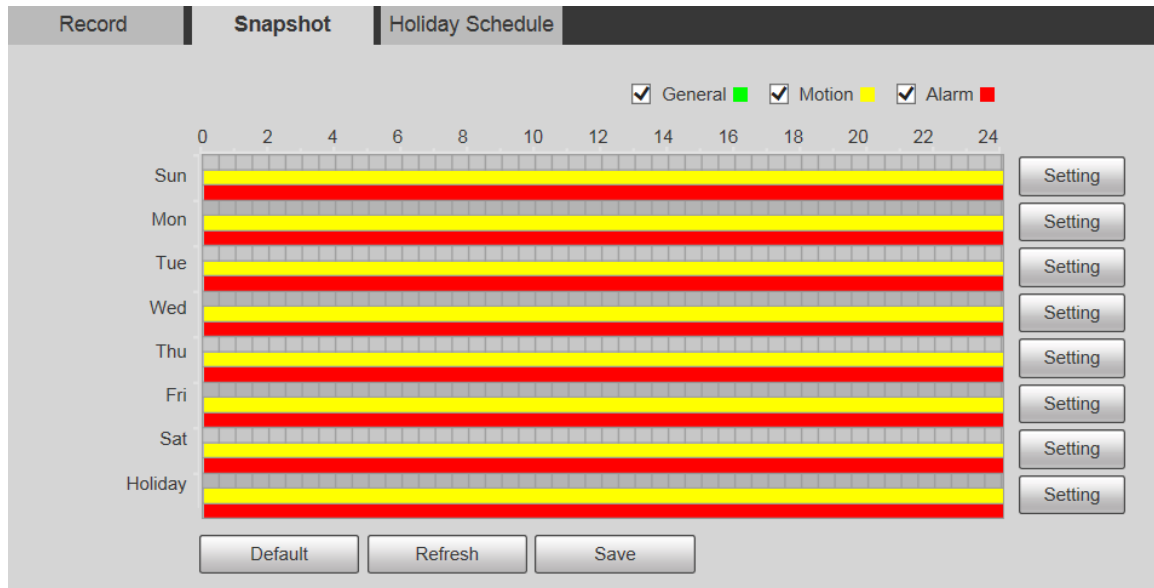 Record Snapshot Holiday Schedule
General Motion Alarm
0 2 4 6 8 10 12 14 16 18 20 22 24
Sun Setting
Mon Setting
Tue Setting
Wed Setting
Thu Setting
Fri Setting
Sat Setting
Holiday Setting
Default Refresh Save